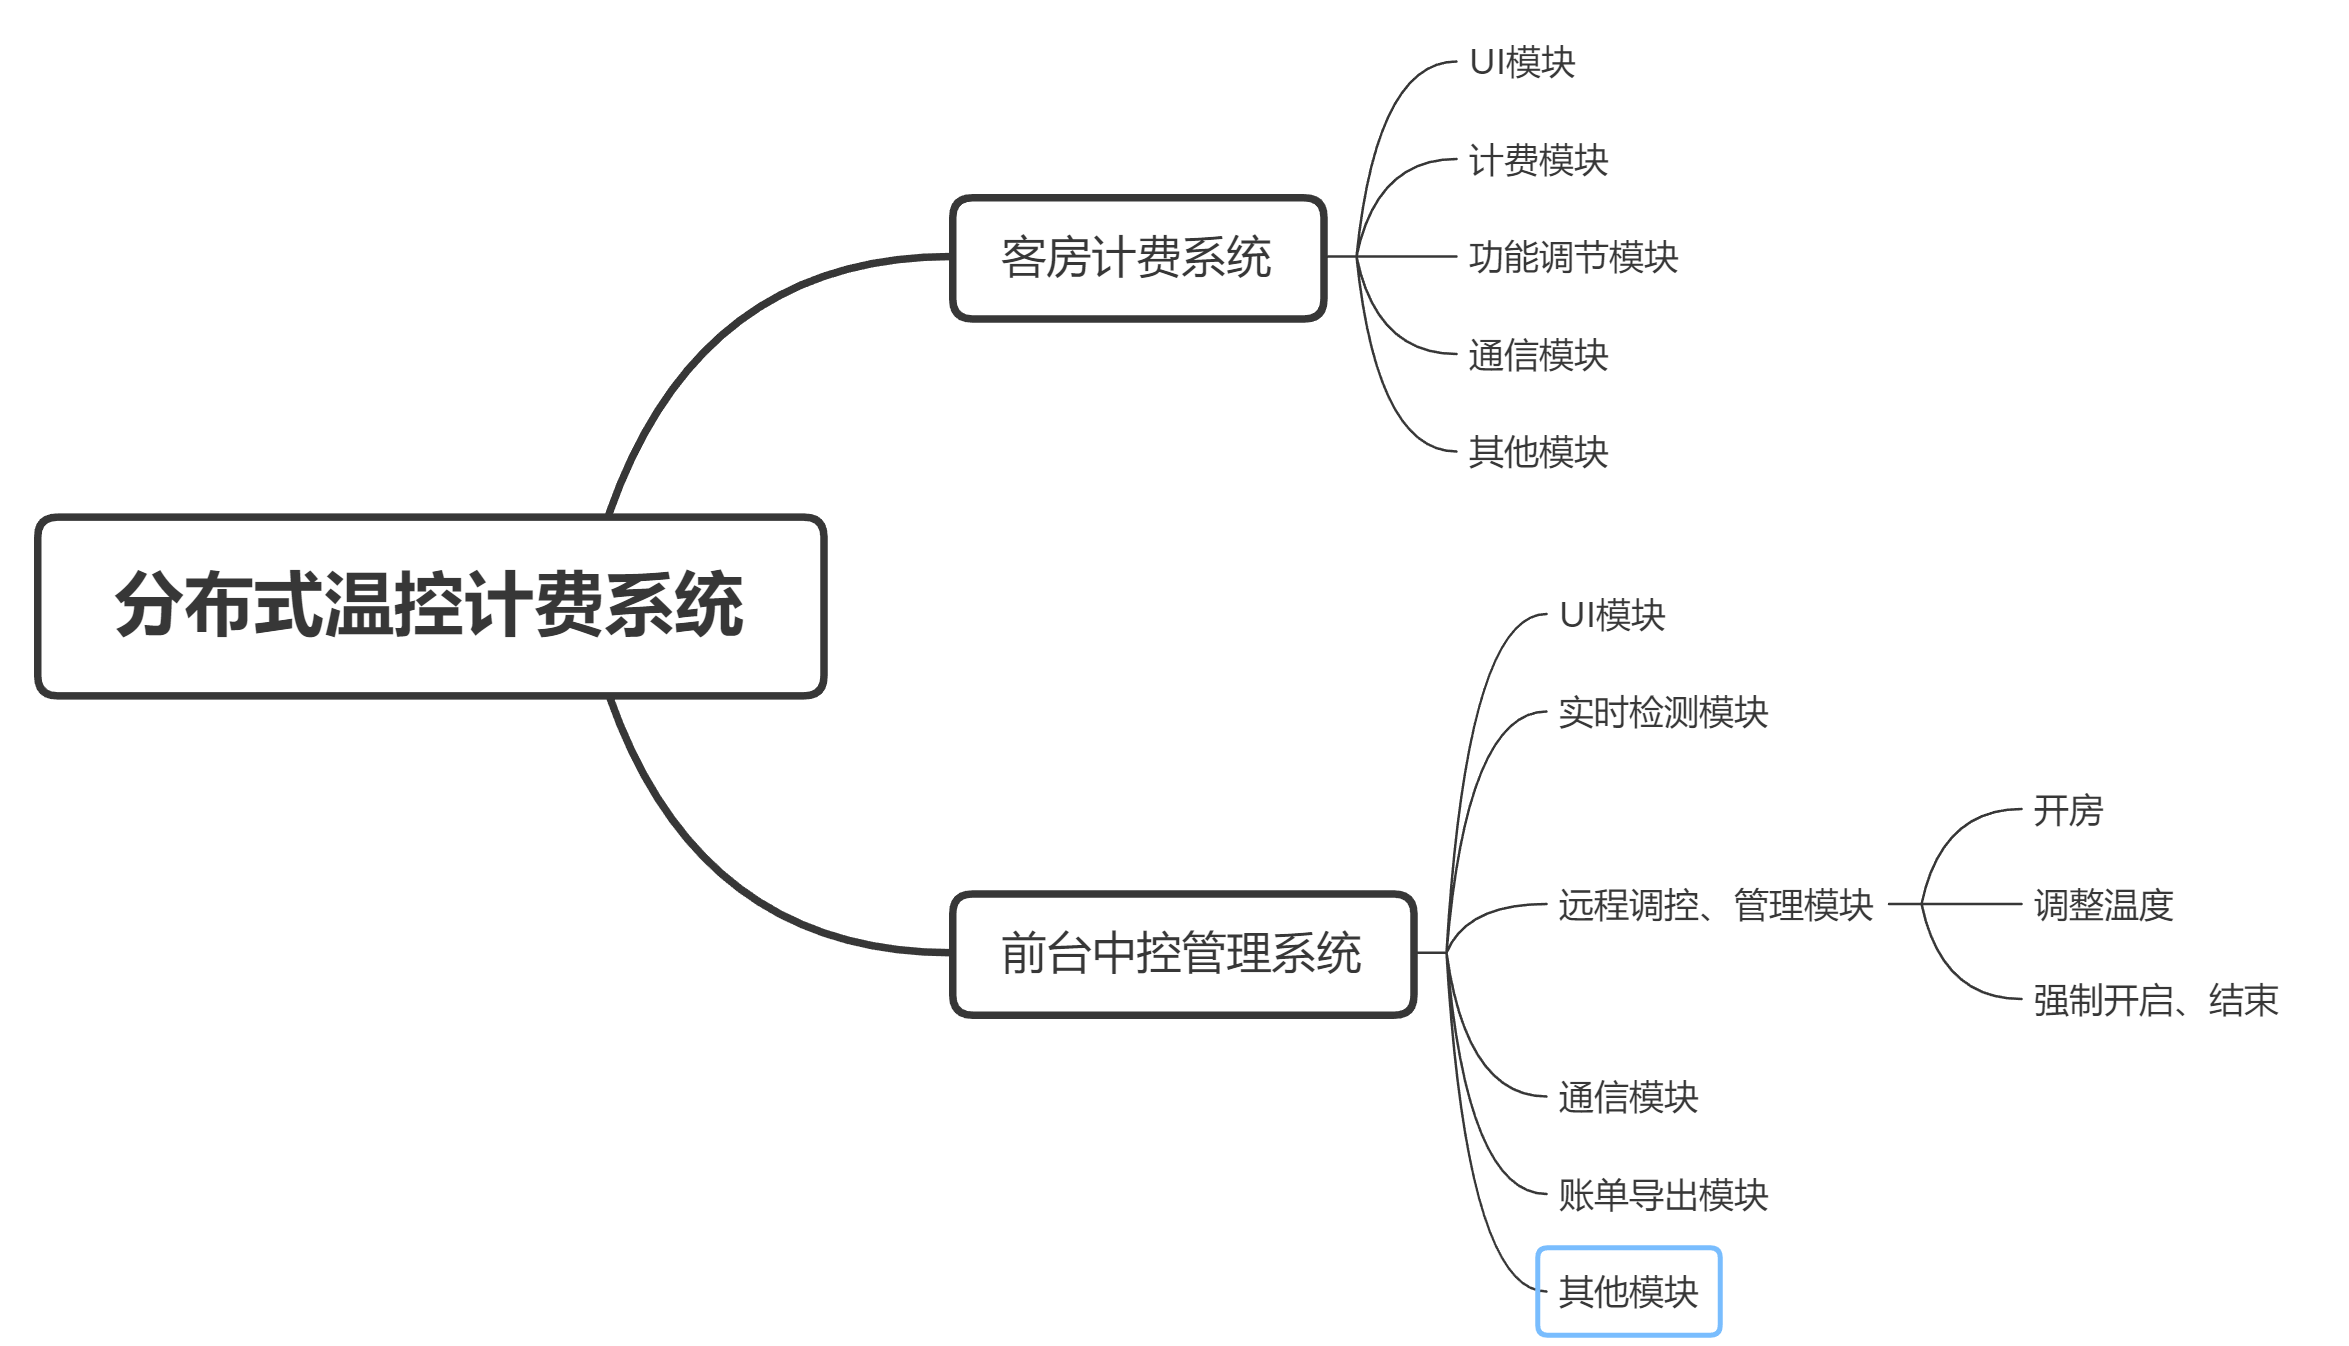 分布式温控计费系统
客房计费系统
UI模块
计费模块
功能调节模块
通信模块
其他模块
前台中控管理系统
UI模块
实时检测模块
远程调控、管理模块
开房
调整温度
强制开启、结束
通信模块
账单导出模块
其他模块